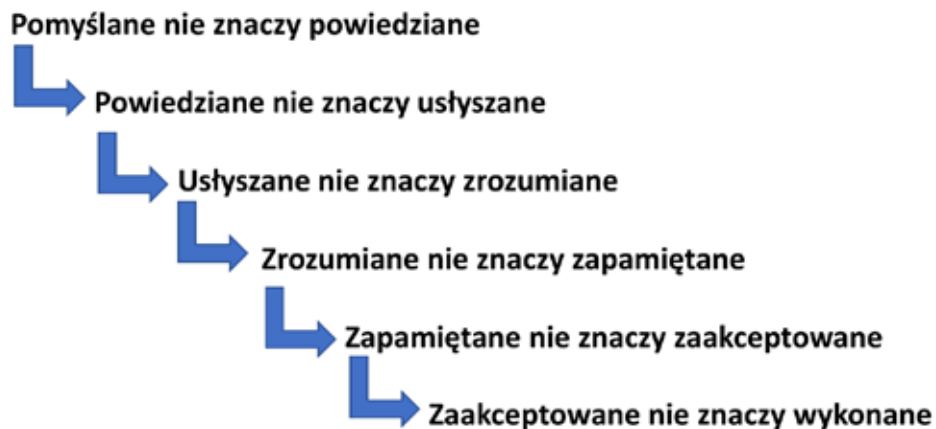 Pomyślane nie znaczy powiedziane
Powiedziane nie znaczy usłyszane
Usłyszane nie znaczy zrozumiane
Zrozumiane nie znaczy zapamiętane
Zapamiętane nie znaczy zaakceptowane
Zaakceptowane nie znaczy wykonane